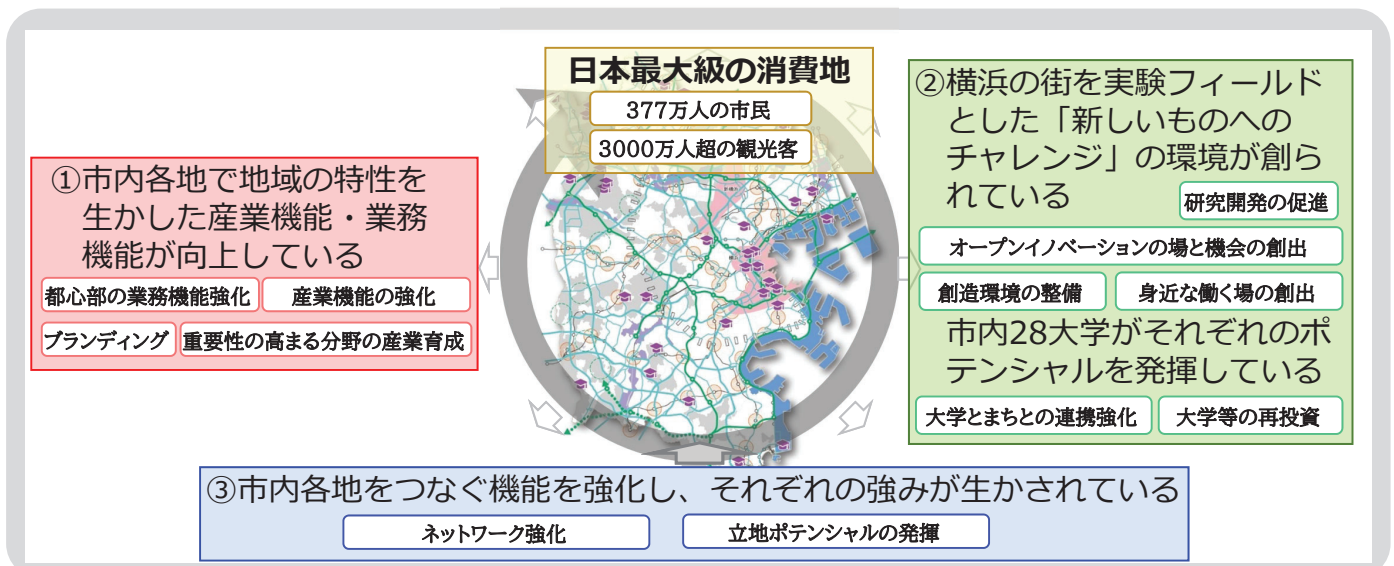 日本最大級の消費地
377万人の市民
3000万人超の観光客
①市内各地で地域の特性を
生かした産業機能・業務
機能が向上している
都心部の業務機能強化
産業機能の強化
ブランディング
重要性の高まる分野の産業育成
②横浜の街を実験フィールド
とした「新しいものへの
チャレンジ」の環境が創ら
れている
研究開発の促進
オープンイノベーションの場と機会の創出
創造環境の整備
身近な働く場の創出
市内28大学がそれぞれのポ
テンシャルを発揮している
大学とまちとの連携強化
大学等の再投資
③市内各地をつなぐ機能を強化し、それぞれの強みが生かされている
ネットワーク強化
立地ポテンシャルの発揮